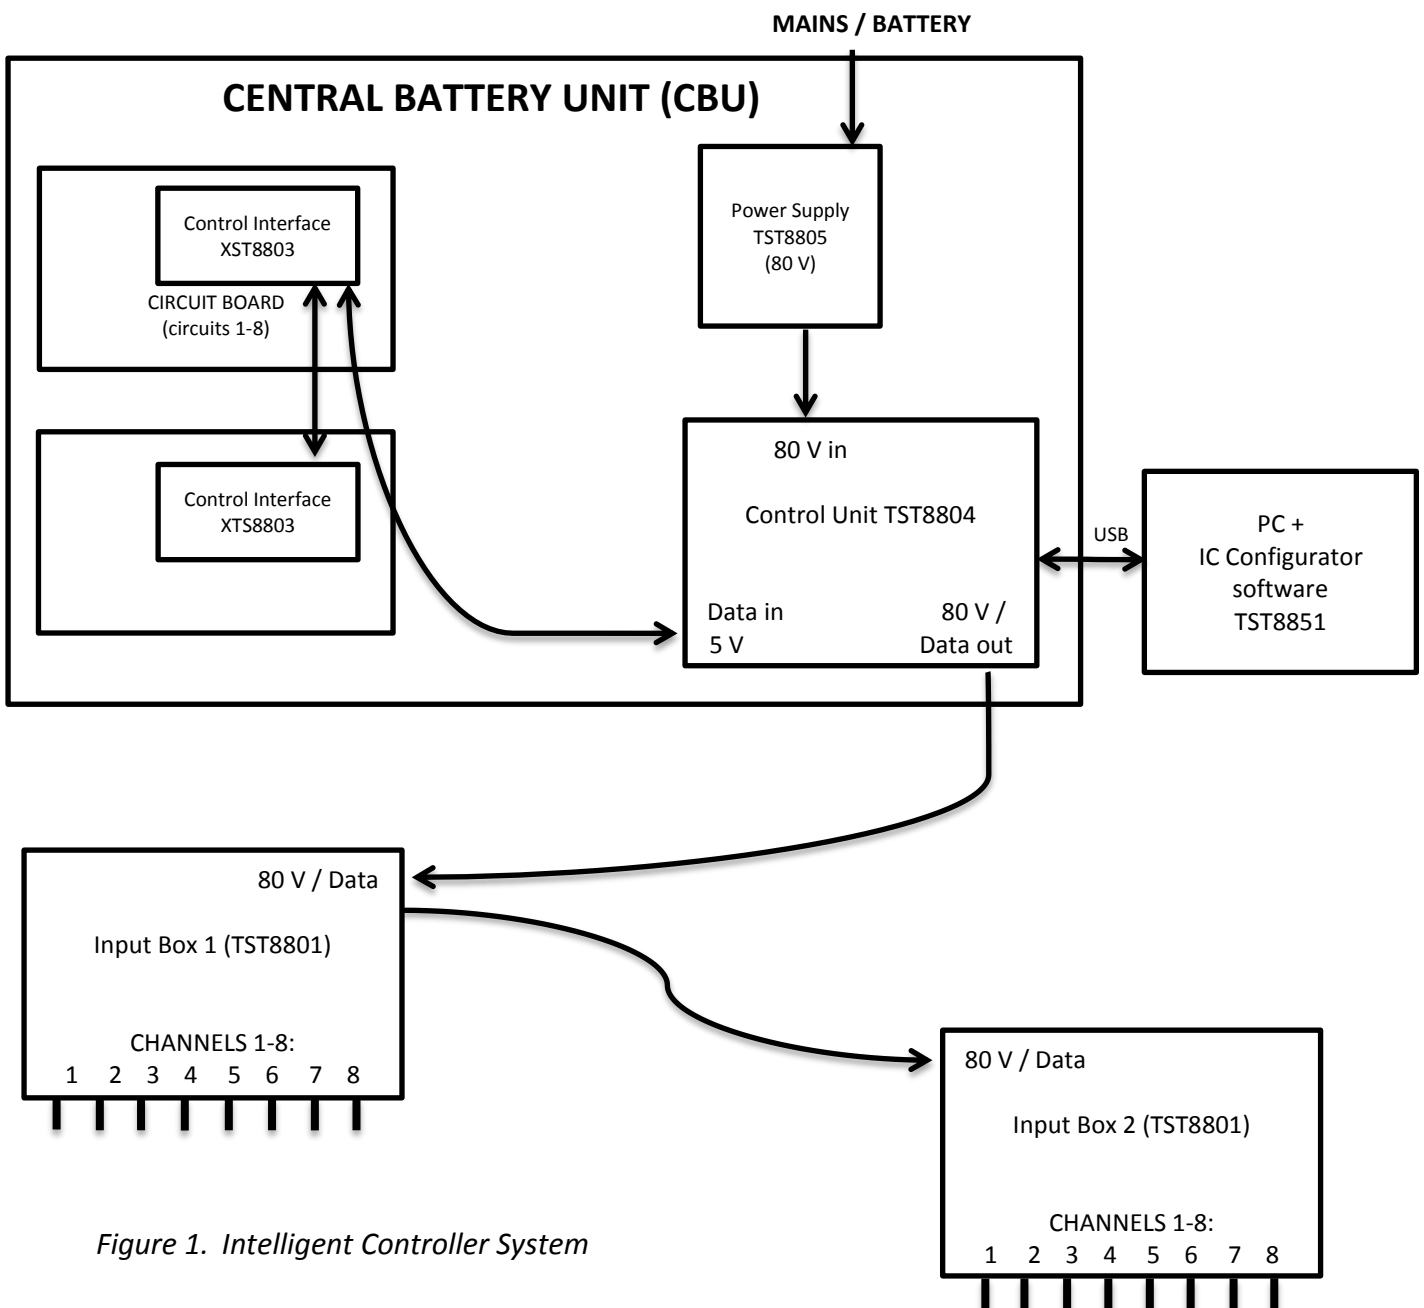 MAINS / BATTERY
CENTRAL BATTERY UNIT (CBU)
Control Interface
XST8803
CIRCUIT BOARD
(circuits 1-8)
Power Supply
TST8805
(80 V)
Control Interface
XTS8803
80 V in
Control Unit TST8804
Data in
5 V
80 V /
Data out
USB
PC +
IC Configurator
software
TST8851
80 V / Data
Input Box 1 (TST8801)
CHANNELS 1-8:
1 2 3 4 5 6 7 8
80 V / Data
Input Box 2 (TST8801)
CHANNELS 1-8:
1 2 3 4 5 6 7 8
Figure 1. Intelligent Controller System